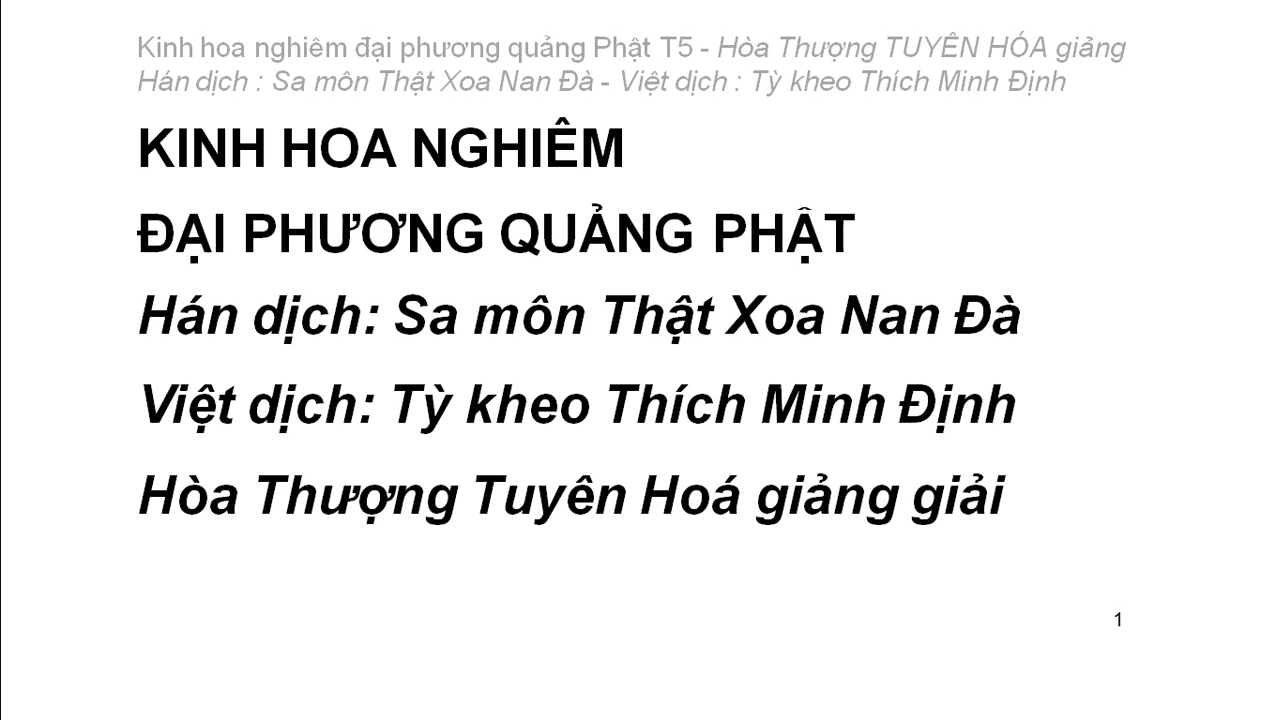 Kinh hoa nghiêm đại phương quảng Phật T5 - Hòa Thượng TUYÊN HÓA giảng
Hán dịch : Sa môn Thật Xoa Nan Đà - Việt dịch : Tỳ kheo Thích Minh Định
KINH HOA NGHIÊM
ĐẠI PHƯƠNG QUẢNG PHẬT
Hán dịch: Sa môn Thật Xoa Nan Đà
Việt dịch: Tỳ kheo Thích Minh Định
Hòa Thượng Tuyên Hoá giảng giải
1